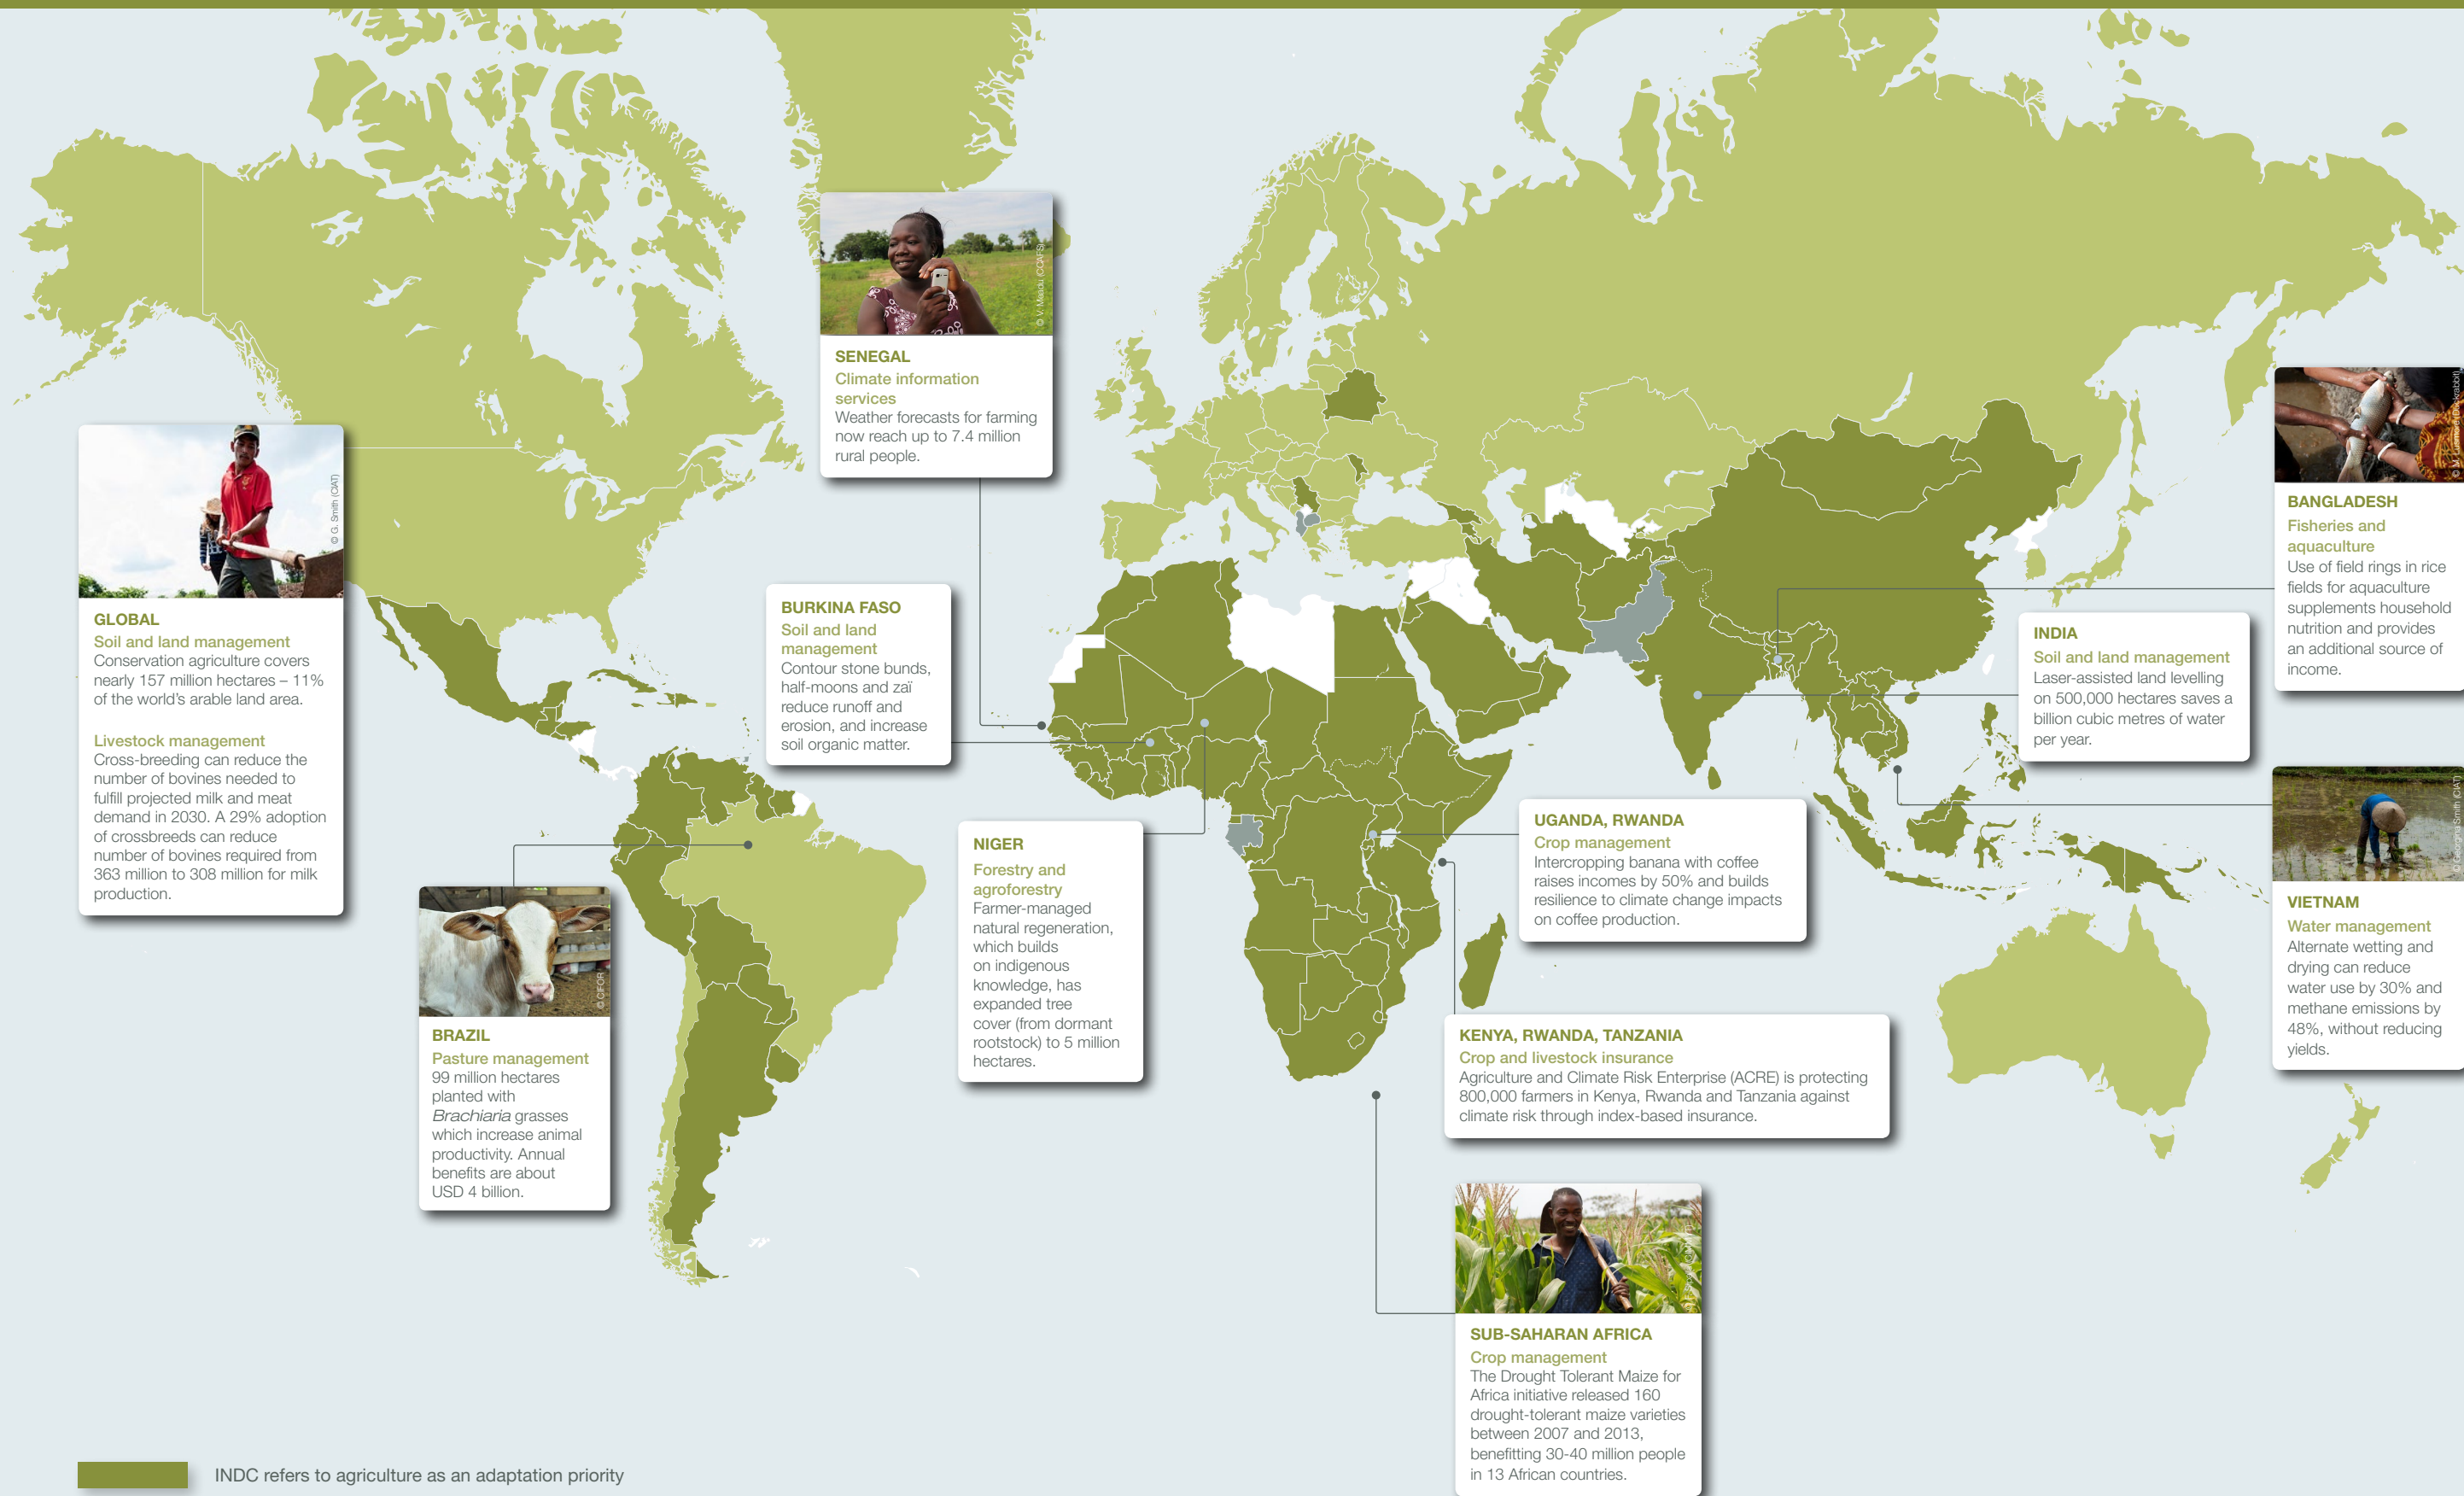 © V. Meadu (CCAFS)
SENEGAL
Climate information
services
Weather forecasts for farming
now reach up to 7.4 million
rural people.
© G. Smith (CIAT)
GLOBAL
Soil and land management
Conservation agriculture covers
nearly 157 million hectares – 11%
of the world's arable land area.
Livestock management
Cross-breeding can reduce the
number of bovines needed to
fulfill projected milk and meat
demand in 2030. A 29% adoption
of crossbreeds can reduce
number of bovines required from
363 million to 308 million for milk
production.
BURKINA FASO
Soil and land
management
Contour stone bunds,
half-moons and zaï
reduce runoff and
erosion, and increase
soil organic matter.
BANGLADESH
Fisheries and
aquaculture
Use of field rings in rice
fields for aquaculture
supplements household
nutrition and provides
an additional source of
income.
INDIA
Soil and land management
Laser-assisted land levelling
on 500,000 hectares saves a
billion cubic metres of water
per year.
© CIFOR
BRAZIL
Pasture management
99 million hectares
planted with
Brachiaria grasses
which increase animal
productivity. Annual
benefits are about
USD 4 billion.
NIGER
Forestry and
agroforestry
Farmer-managed
natural regeneration,
which builds
on indigenous
knowledge, has
expanded tree
cover (from dormant
rootstock) to 5 million
hectares.
UGANDA, RWANDA
Crop management
Intercropping banana with coffee
raises incomes by 50% and builds
resilience to climate change impacts
on coffee production.
© Georgina Smith (CIAT)
VIETNAM
Water management
Alternate wetting and
drying can reduce
water use by 30% and
methane emissions by
48%, without reducing
yields.
KENYA, RWANDA, TANZANIA
Crop and livestock insurance
Agriculture and Climate Risk Enterprise (ACRE) is protecting
800,000 farmers in Kenya, Rwanda and Tanzania against
climate risk through index-based insurance.
SUB-SAHARAN AFRICA
Crop management
The Drought Tolerant Maize for
Africa initiative released 160
drought-tolerant maize varieties
between 2007 and 2013,
benefitting 30-40 million people
in 13 African countries.
INDC refers to agriculture as an adaptation priority